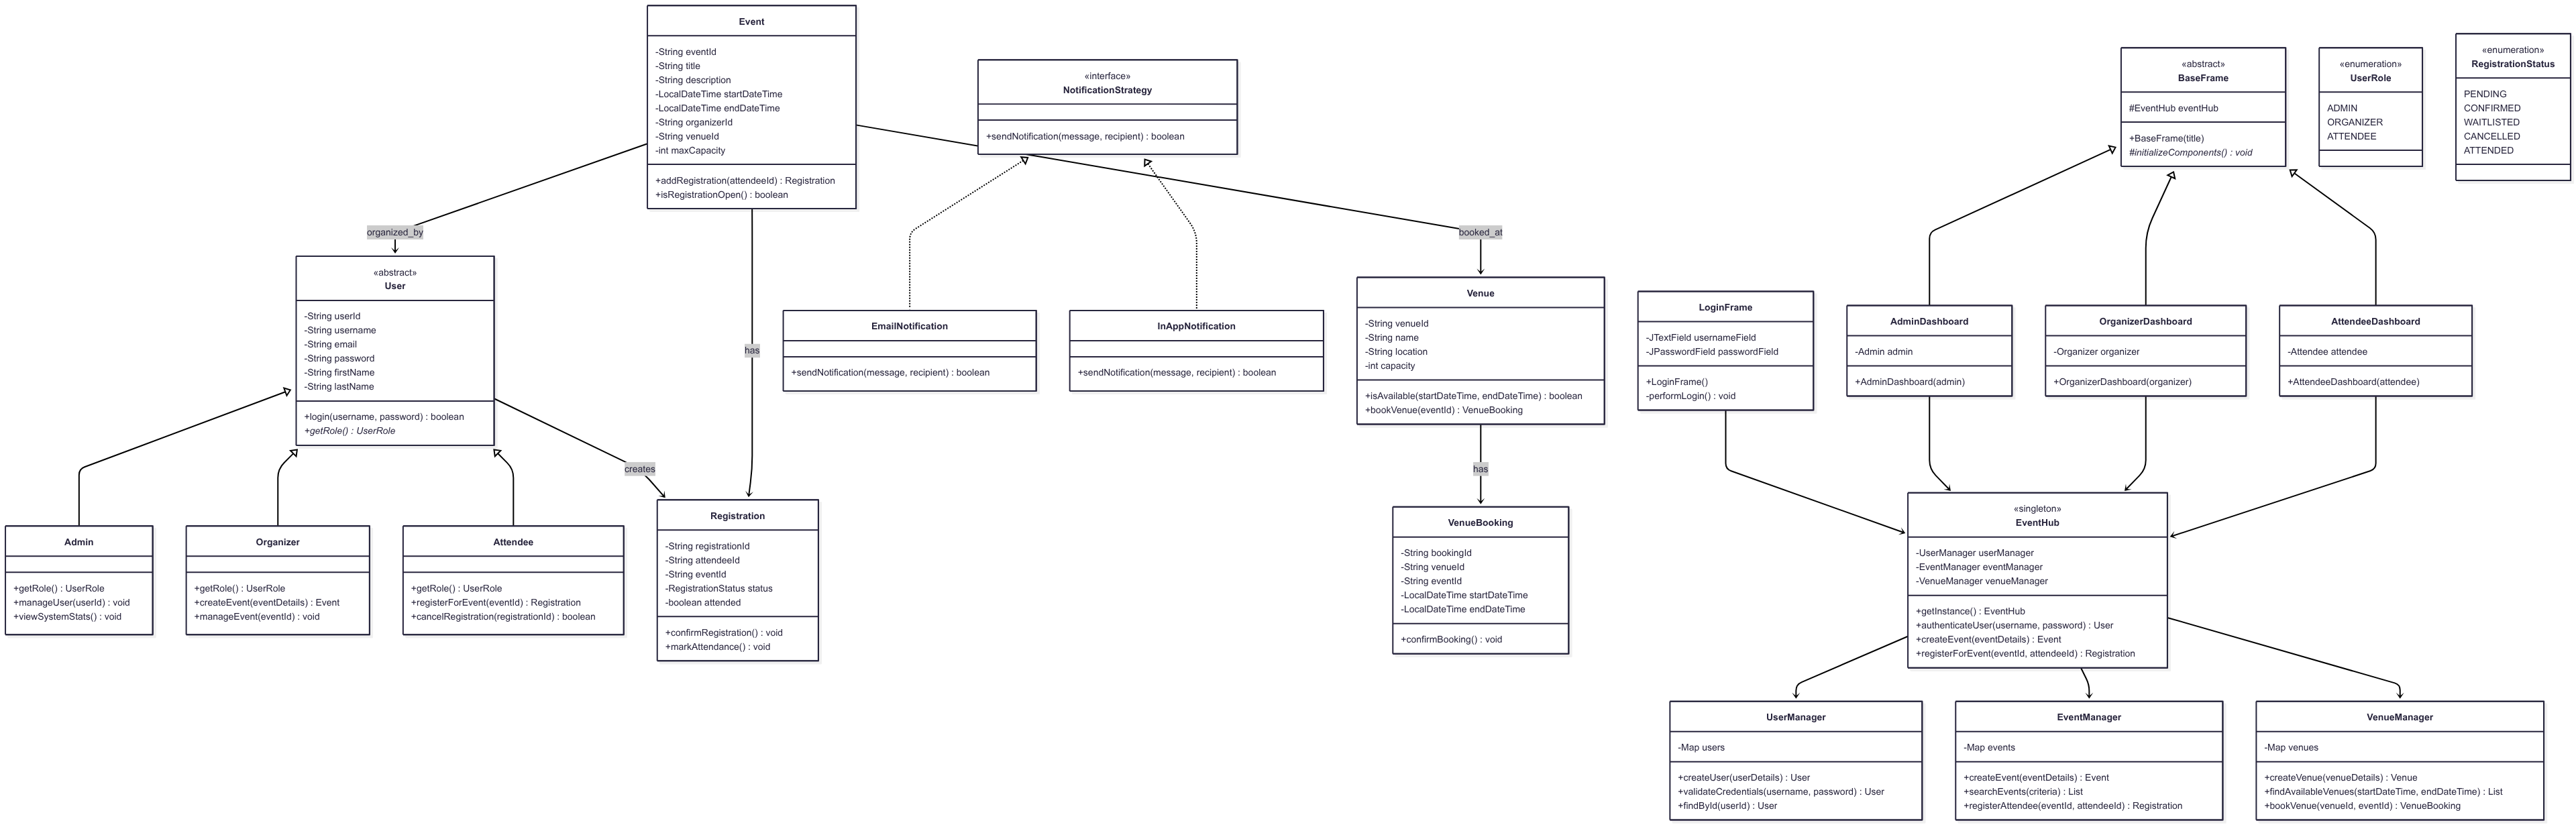 Event
-String eventId
-String title
-String description
-LocalDateTime startDateTime
-LocalDateTime endDateTime
-String organizerId
-String venueId
-int maxCapacity
+addRegistration(attendeeId) : Registration
+isRegistrationOpen() : boolean
«interface»
NotificationStrategy
+sendNotification(message, recipient) : boolean
«abstract»
BaseFrame
#EventHub eventHub
+BaseFrame(title)
#initializeComponents() : void
«enumeration»
UserRole
ADMIN
ORGANIZER
ATTENDEE
«enumeration»
RegistrationStatus
PENDING
CONFIRMED
WAITLISTED
CANCELLED
ATTENDED
organized_by
booked_at
«abstract»
User
-String userId
-String username
-String email
-String password
-String firstName
-String lastName
+login(username, password) : boolean
+getRole() : UserRole
has
EmailNotification
+sendNotification(message, recipient) : boolean
InAppNotification
+sendNotification(message, recipient) : boolean
Venue
-String venueId
-String name
-String location
-int capacity
+isAvailable(startDateTime, endDateTime) : boolean
+bookVenue(eventId) : VenueBooking
LoginFrame
-JTextField usernameField
-JPasswordField passwordField
+LoginFrame()
-performLogin() : void
AdminDashboard
-Admin admin
+AdminDashboard(admin)
OrganizerDashboard
-Organizer organizer
+OrganizerDashboard(organizer)
AttendeeDashboard
-Attendee attendee
+AttendeeDashboard(attendee)
creates
has
Admin
+getRole() : UserRole
+manageUser(userId) : void
+viewSystemStats() : void
Organizer
+getRole() : UserRole
+createEvent(eventDetails) : Event
+manageEvent(eventId) : void
Attendee
+getRole() : UserRole
+registerForEvent(eventId) : Registration
+cancelRegistration(registrationId) : boolean
Registration
-String registrationId
-String attendeeId
-String eventId
-RegistrationStatus status
-boolean attended
+confirmRegistration() : void
+markAttendance() : void
VenueBooking
-String bookingId
-String venueId
-String eventId
-LocalDateTime startDateTime
-LocalDateTime endDateTime
+confirmBooking() : void
«singleton»
EventHub
-UserManager userManager
-EventManager eventManager
-VenueManager venueManager
+getInstance() : EventHub
+authenticateUser(username, password) : User
+createEvent(eventDetails) : Event
+registerForEvent(eventId, attendeeId) : Registration
UserManager
-Map users
+createUser(userDetails) : User
+validateCredentials(username, password) : User
+findById(userId) : User
EventManager
-Map events
+createEvent(eventDetails) : Event
+searchEvents(criteria) : List
+registerAttendee(eventId, attendeeId) : Registration
VenueManager
-Map venues
+createVenue(venueDetails) : Venue
+findAvailableVenues(startDateTime, endDateTime) : List
+bookVenue(venueId, eventId) : VenueBooking